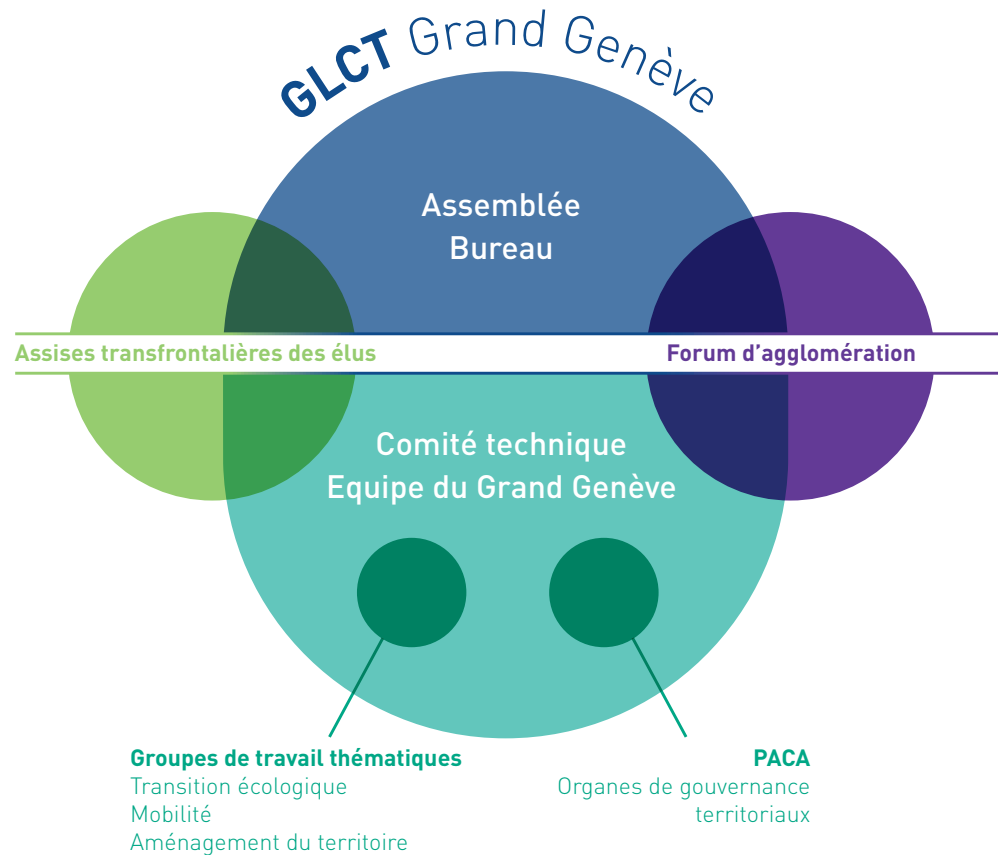 GLCT Grand Genève
Assemblée
Bureau
Assises transfrontalières des élus
Forum d'agglomération
Comité technique
Equipe du Grand Genève
Groupes de travail thématiques
Transition écologique
Mobilité
Aménagement du territoire
PACA
Organes de gouvernance
territoriaux